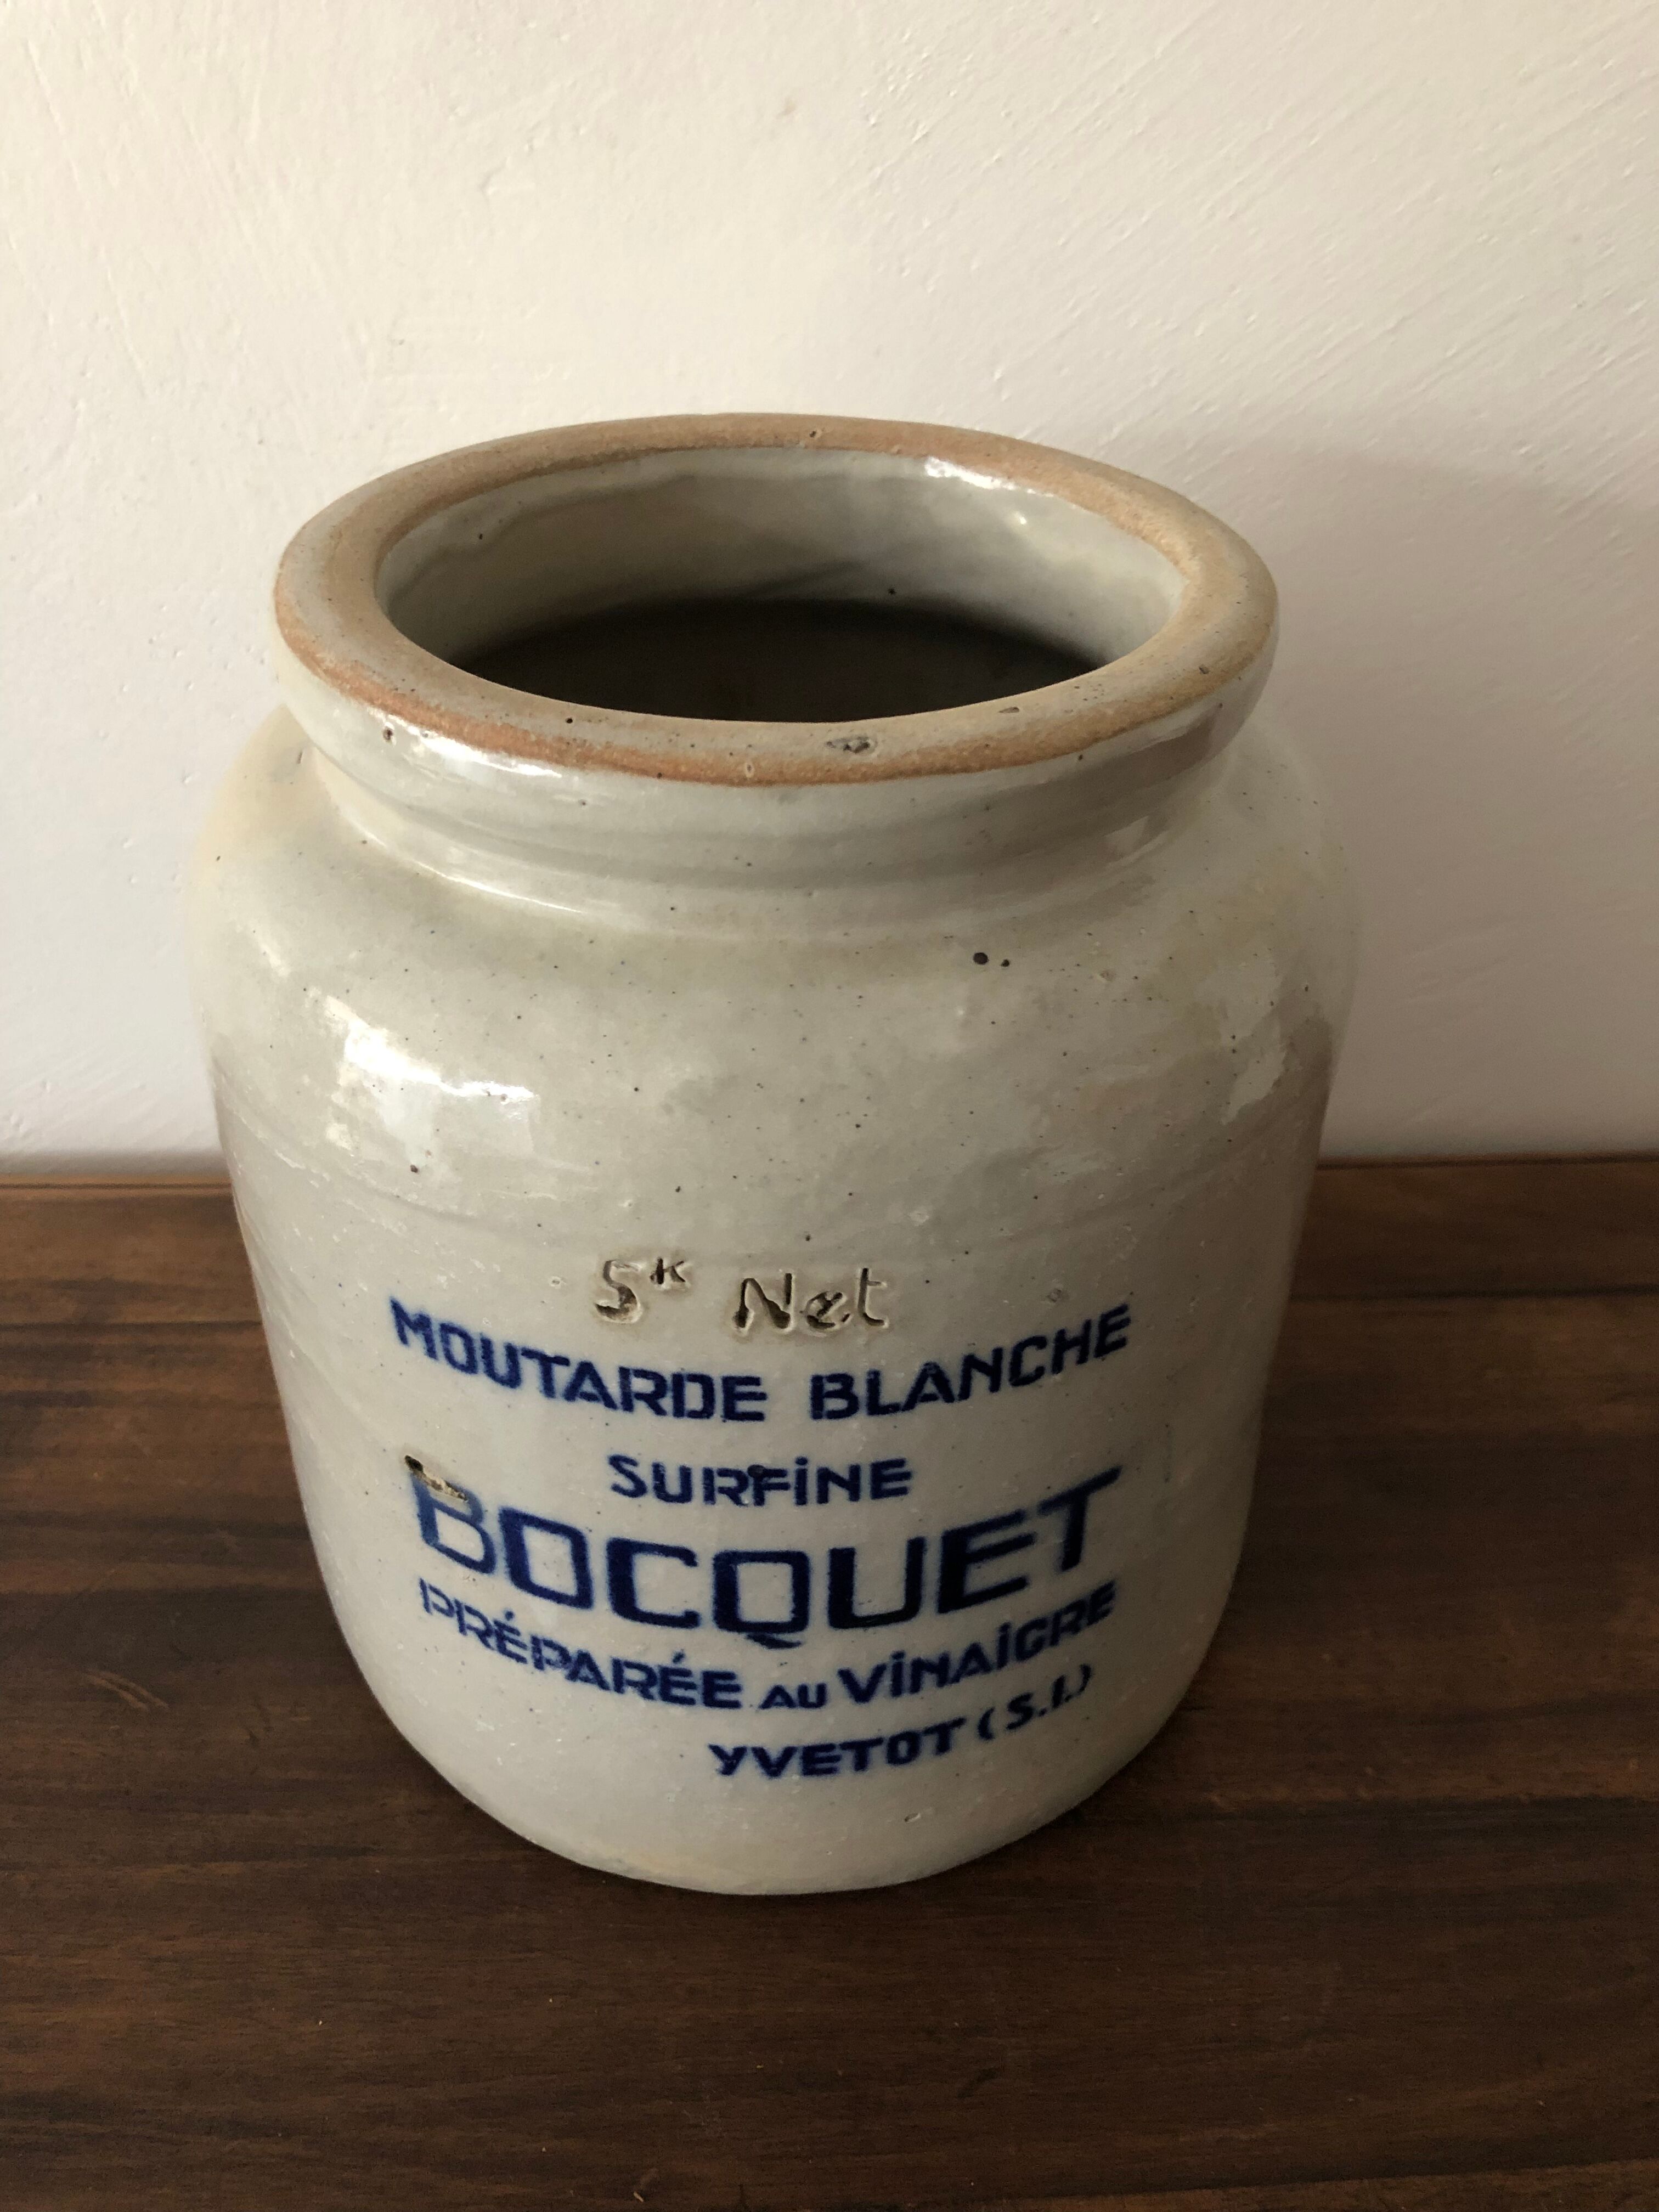 5K Net
MOUTARDE BLANCHE
SURFiNE
BOCQUET
PRÉPARÉE AU ViNAiGRE
YVETOT (S.I.)